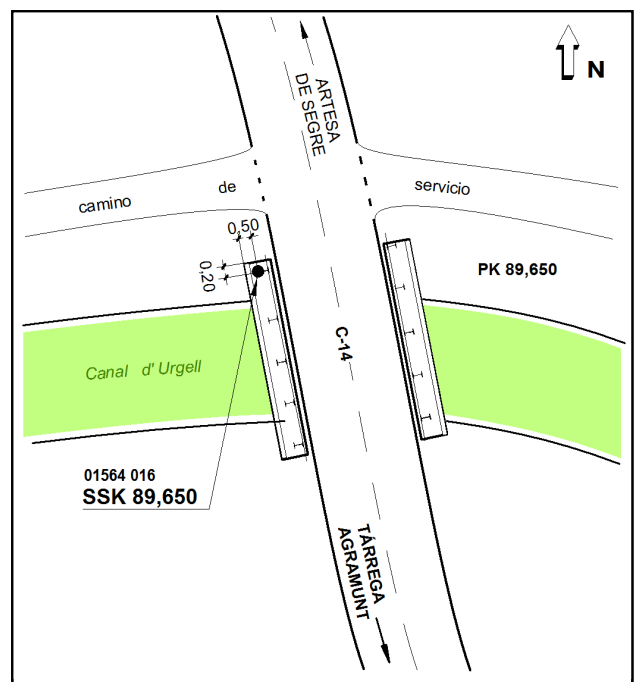 N
ARTESA
DE SEGRE
camino de servicio
0,50
0,20
PK 89,650
C-14
Canal d' Urgell
01564 016
SSK 89,650
TÁRREGA
AGRAMUNT